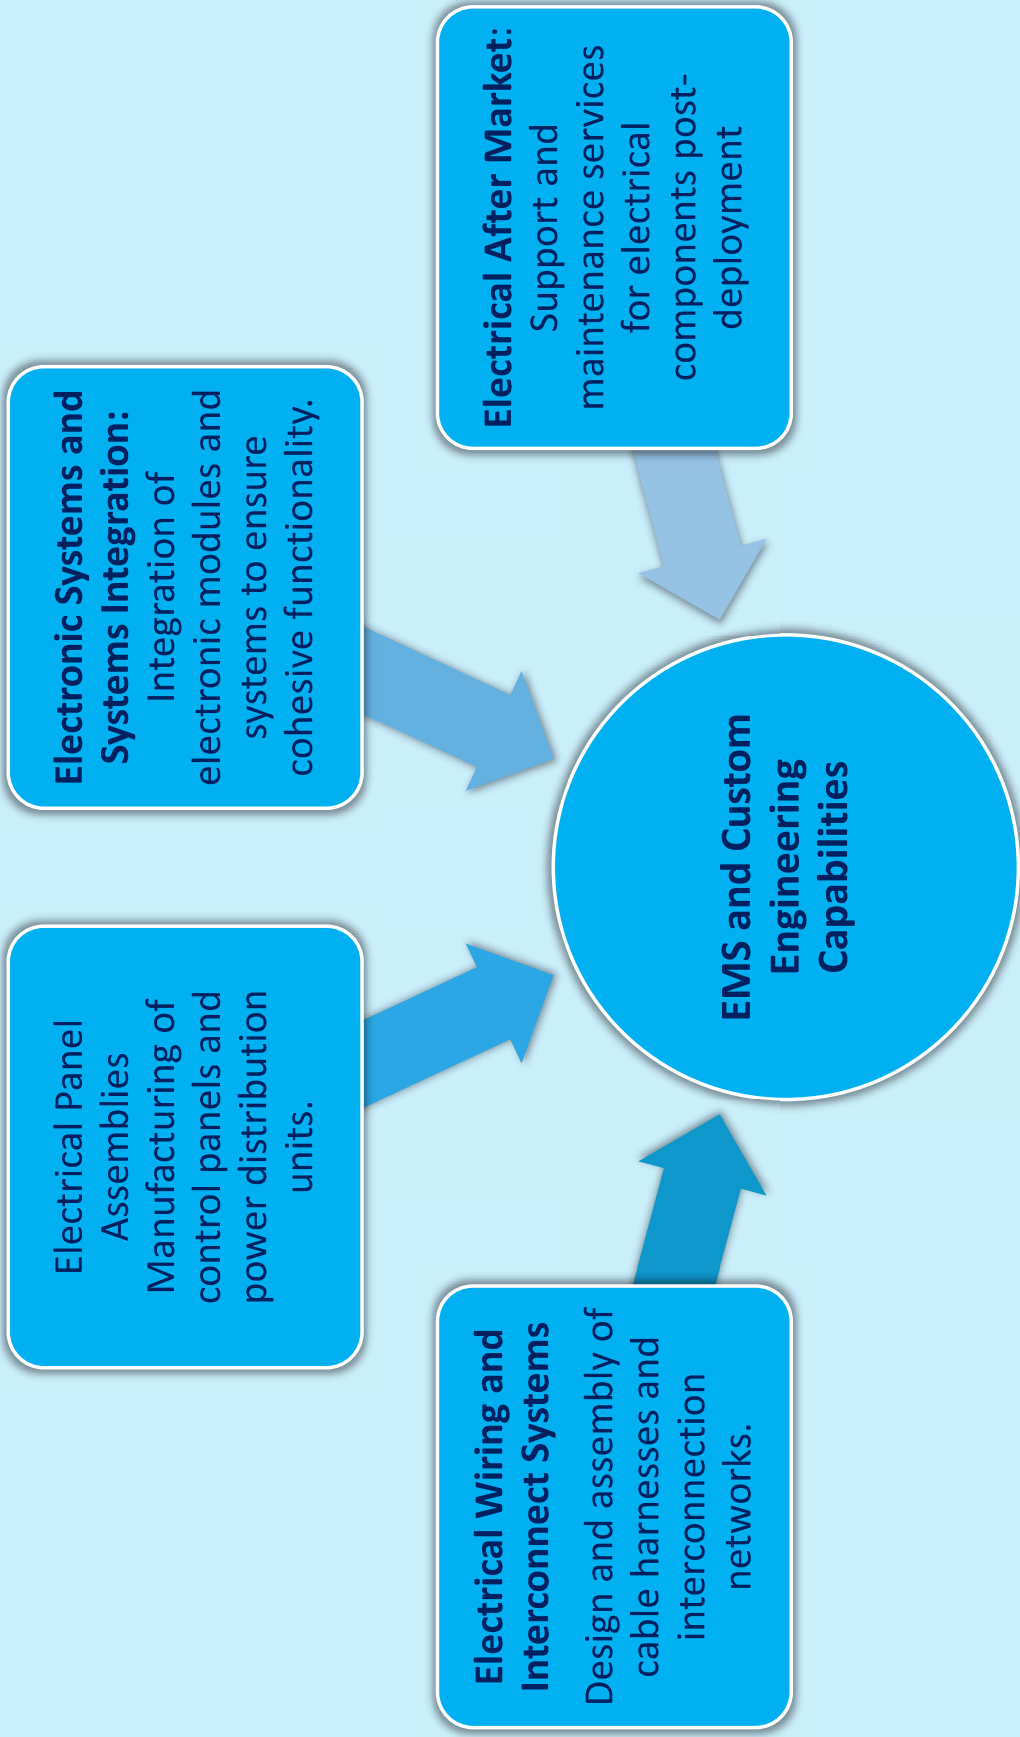 Electrical Wiring and
Interconnect Systems
Design and assembly of
cable harnesses and
interconnection
networks.
Electrical Panel
Assemblies
Manufacturing of
control panels and
power distribution
units.
Electronic Systems and
Systems Integration:
Integration of
electronic modules and
systems to ensure
cohesive functionality.
Electrical After Market:
Support and
maintenance services
for electrical
components post-
deployment
EMS and Custom
Engineering
Capabilities